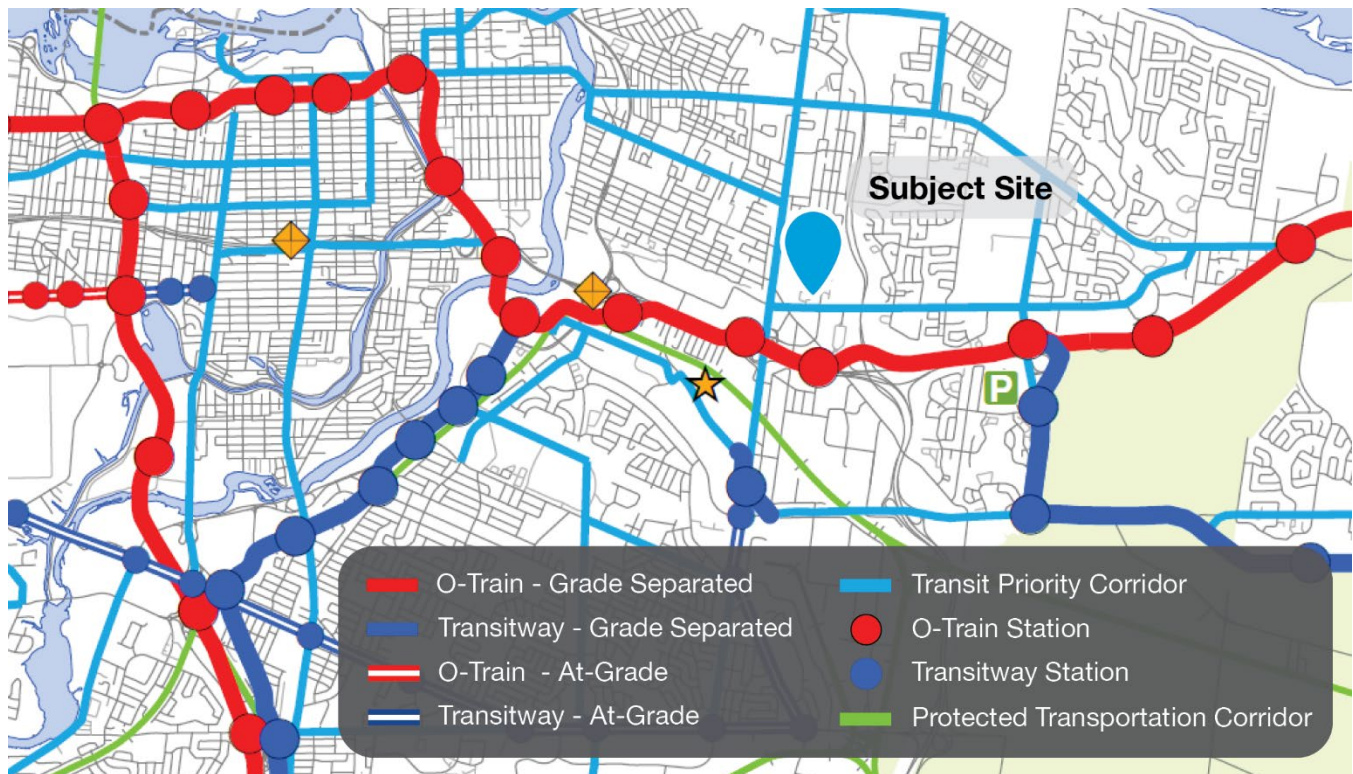 Subject Site
P
O-Train - Grade Separated
Transitway - Grade Separated
O-Train - At-Grade
Transitway - At-Grade
Transit Priority Corridor
O-Train Station
Transitway Station
Protected Transportation Corridor